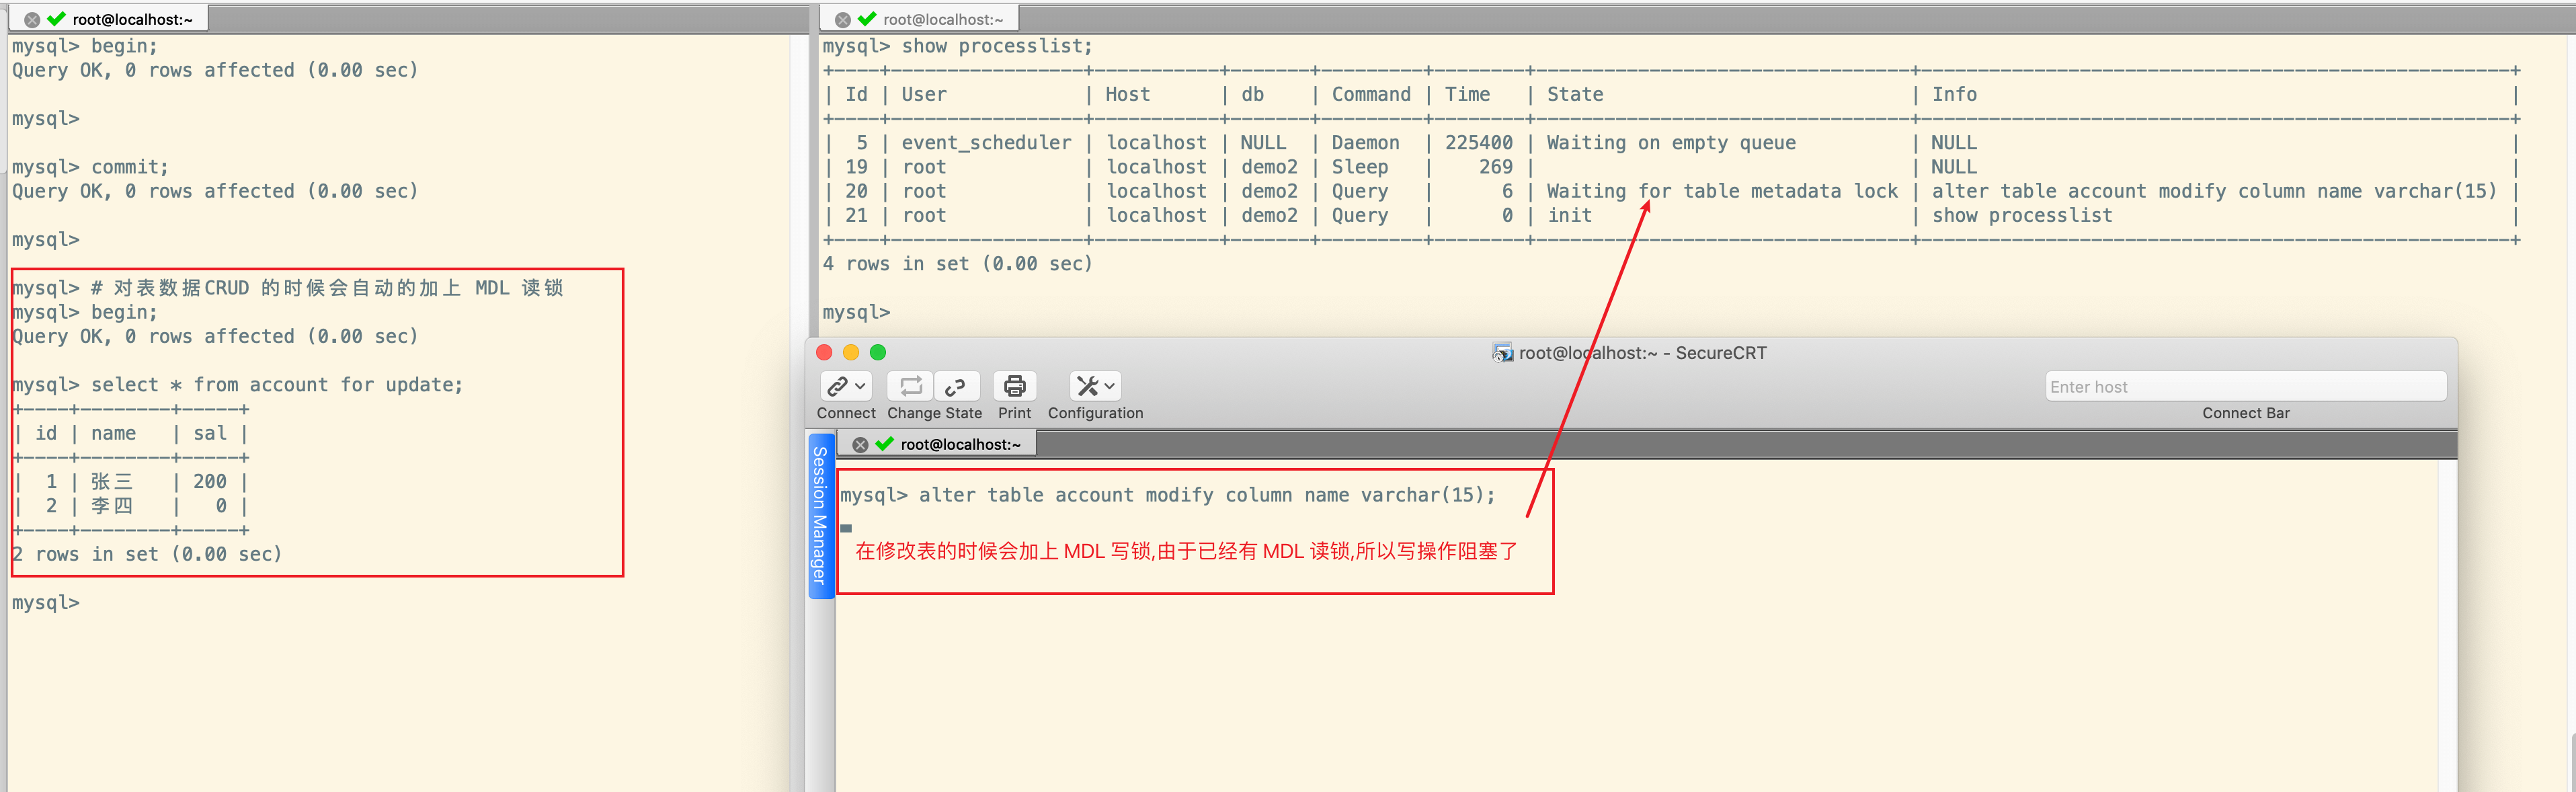 root@localhost:~
mysql> begin;
Query OK, 0 rows affected (0.00 sec)
mysql>
mysql> commit;
Query OK, 0 rows affected (0.00 sec)
mysql>
mysql> # 对表数据CRUD 的时候会自动的加上 MDL 读锁
mysql> begin;
Query OK, 0 rows affected (0.00 sec)
mysql> select * from account for update;
+----+--------+-----+
| id | name   | sal |
+----+--------+-----+
|  1 | 张三   | 200 |
|  2 | 李四   |   0 |
+----+--------+-----+
2 rows in set (0.00 sec)
mysql>
root@localhost:~
mysql> show processlist;
+----+-----------------+-----------+-------+---------+--------+---------------------------------+----------------------------------------------------+
| Id | User            | Host      | db    | Command | Time   | State                           | Info                                               |
+----+-----------------+-----------+-------+---------+--------+---------------------------------+----------------------------------------------------+
|  5 | event_scheduler | localhost | NULL  | Daemon  | 225400 | Waiting on empty queue          | NULL                                               |
| 19 | root            | localhost | demo2 | Sleep   |    269 |                                 | NULL                                               |
| 20 | root            | localhost | demo2 | Query   |      6 | Waiting for table metadata lock | alter table account modify column name varchar(15) |
| 21 | root            | localhost | demo2 | Query   |      0 | init                            | show processlist                                   |
+----+-----------------+-----------+-------+---------+--------+---------------------------------+----------------------------------------------------+
4 rows in set (0.00 sec)
mysql>
root@localhost:~ - SecureCRT
Enter host
Connect Change State Print Configuration Connect Bar
Session Manager
root@localhost:~
mysql> alter table account modify column name varchar(15);
在修改表的时候会加上 MDL 写锁,由于已经有 MDL 读锁,所以写操作阻塞了